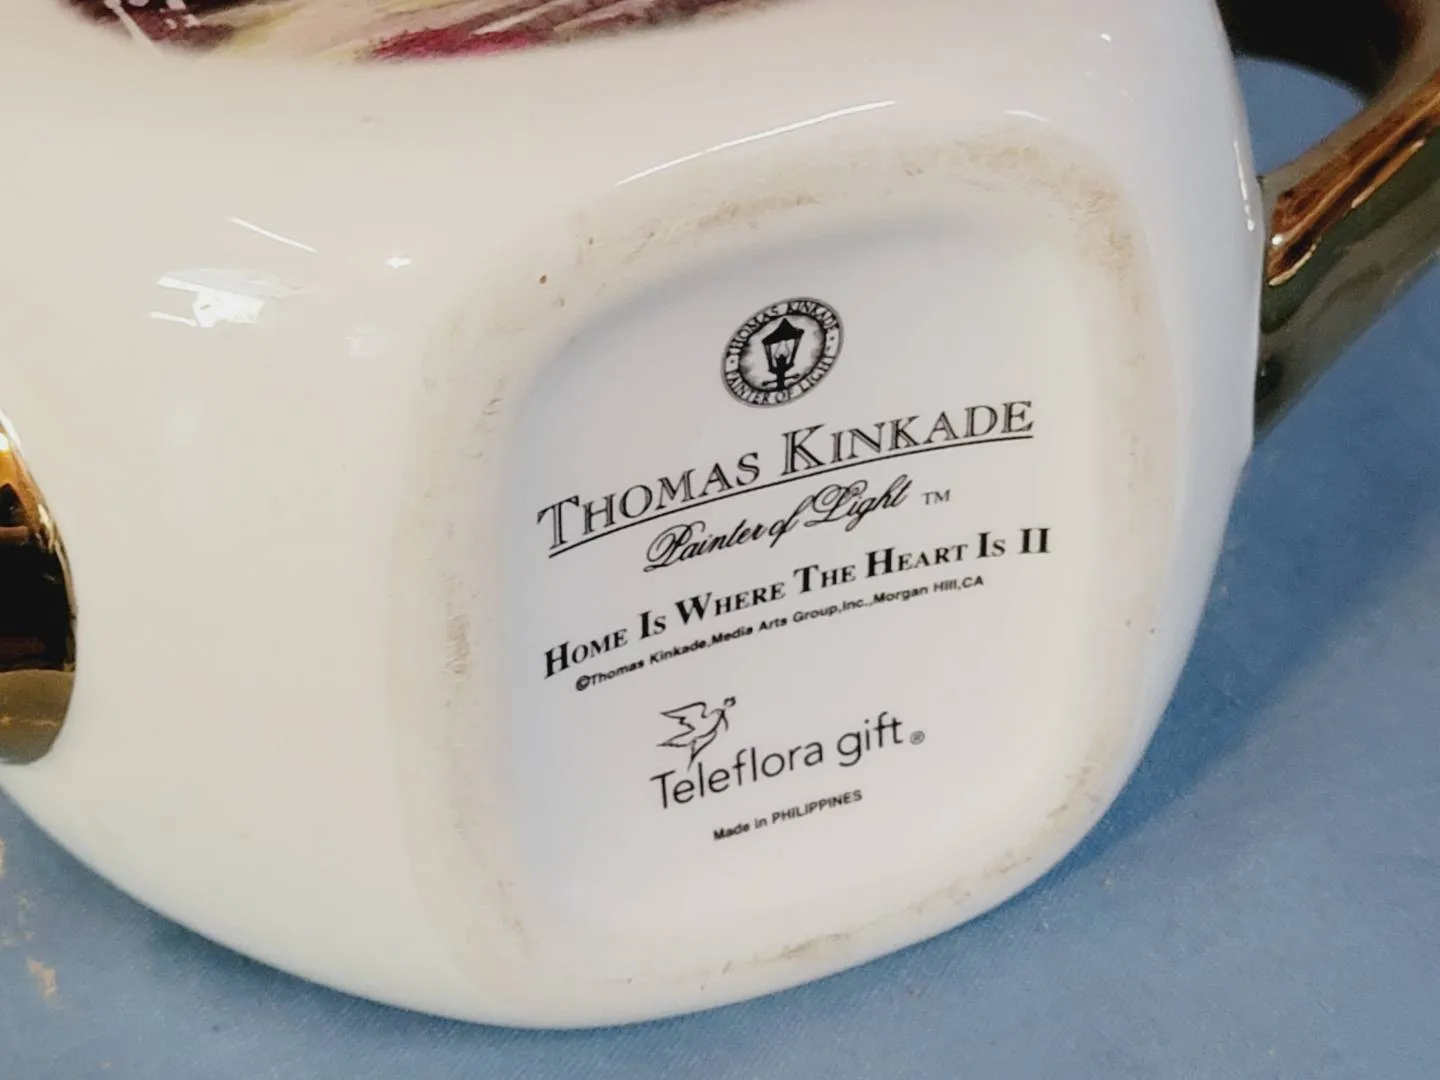 THOMAS KINKADE
PAINTER OF LIGHT
THOMAS KINKADE
Painter of Light ™
HOME IS WHERE THE HEART IS II
©Thomas Kinkade,Media Arts Group,Inc.,Morgan Hill,CA
Teleflora gift®
Made in PHILIPPINES